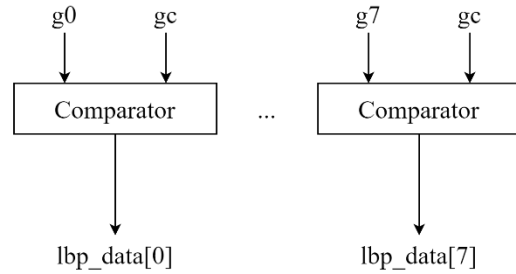 g0 gc g7 gc
Comparator ... Comparator
lbp_data[0] lbp_data[7]